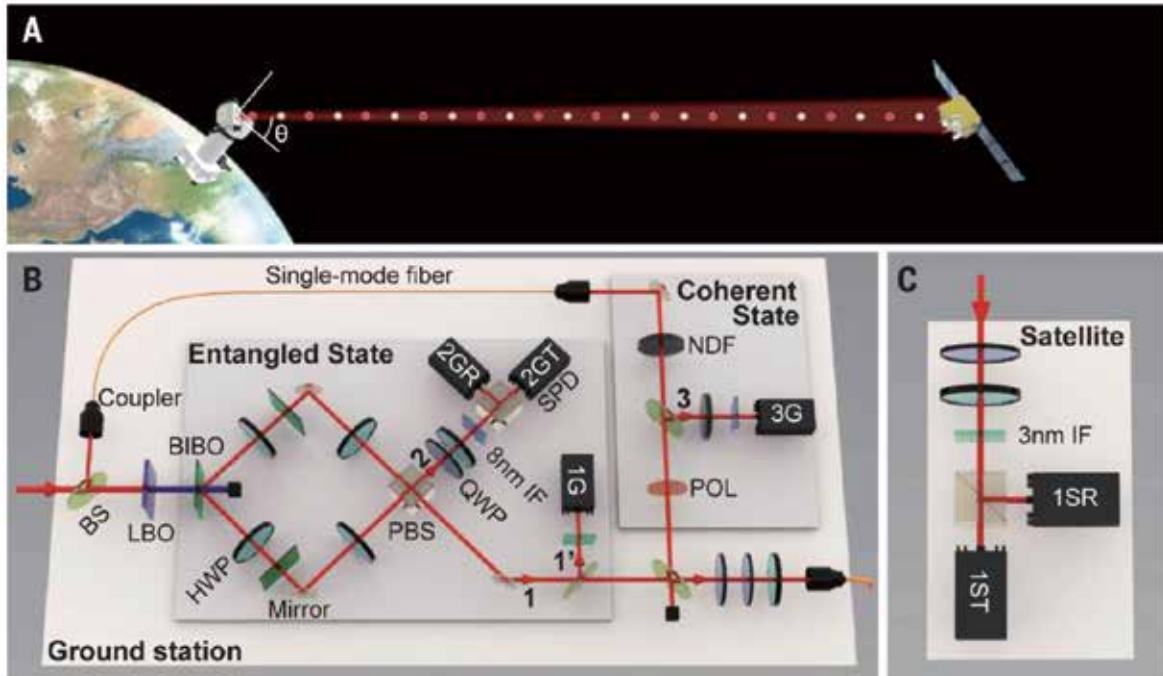 A
θ
B
Single-mode fiber
Coherent
State
NDF
Entangled State
2GR
2GT
SPD
Coupler
BIBO
2
8nm IF
3
3G
1G
QWP
POL
BS
LBO
PBS
HWP
1'
Mirror
1
Ground station
C
Satellite
3nm IF
1SR
1ST